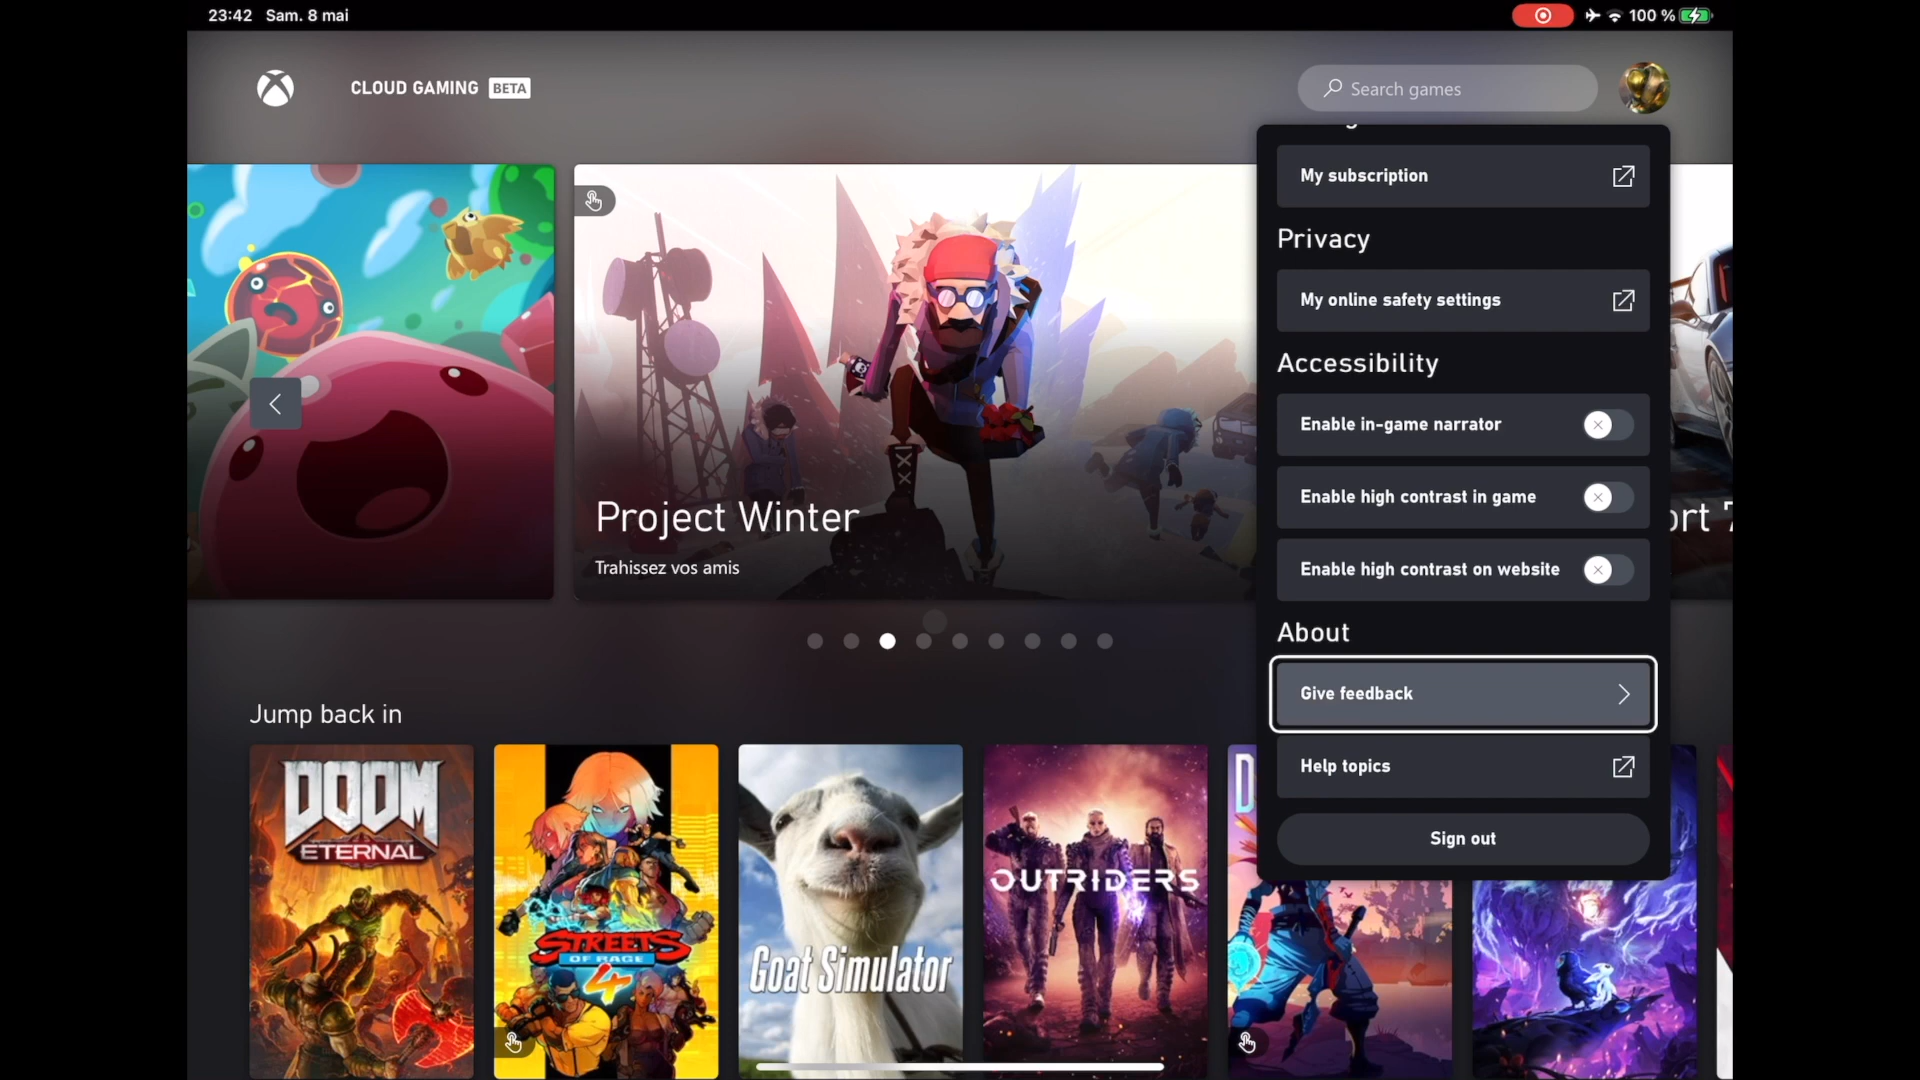 23:42 Sam. 8 mai
100 %
CLOUD GAMING BETA
Search games
My subscription
Privacy
My online safety settings
Accessibility
Enable in-game narrator
Enable high contrast in game
Enable high contrast on website
About
Give feedback
Help topics
Sign out
Project Winter
Trahissez vos amis
Jump back in
DOOM
ETERNAL
STREETS
OF RAGE
4
Goat Simulator
OUTRIDERS
D